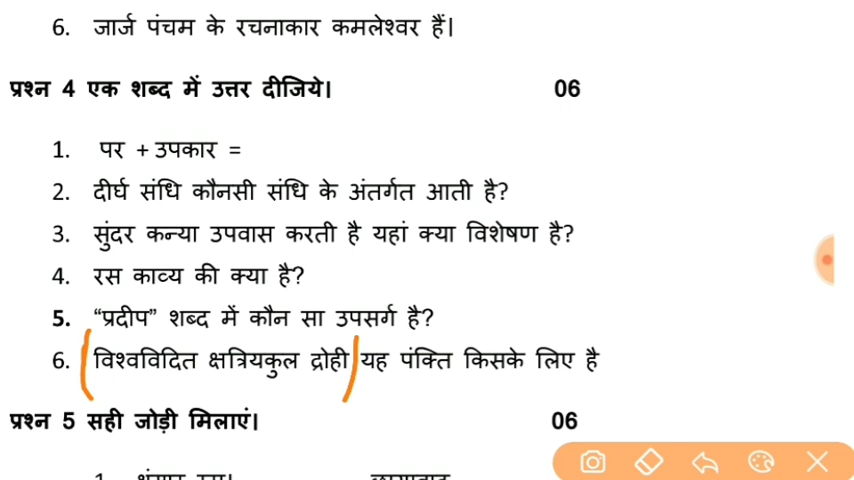 6. जार्ज पंचम के रचनाकार कमलेश्वर हैं।
प्रश्न 4 एक शब्द में उत्तर दीजिये। 06
1. पर + उपकार =
2. दीर्घ संधि कौनसी संधि के अंतर्गत आती है?
3. सुंदर कन्या उपवास करती है यहां क्या विशेषण है?
4. रस काव्य की क्या है?
5. “प्रदीप” शब्द में कौन सा उपसर्ग है?
6. विश्वविदित क्षत्रियकुल द्रोही यह पंक्ति किसके लिए है
प्रश्न 5 सही जोड़ी मिलाएं। 06